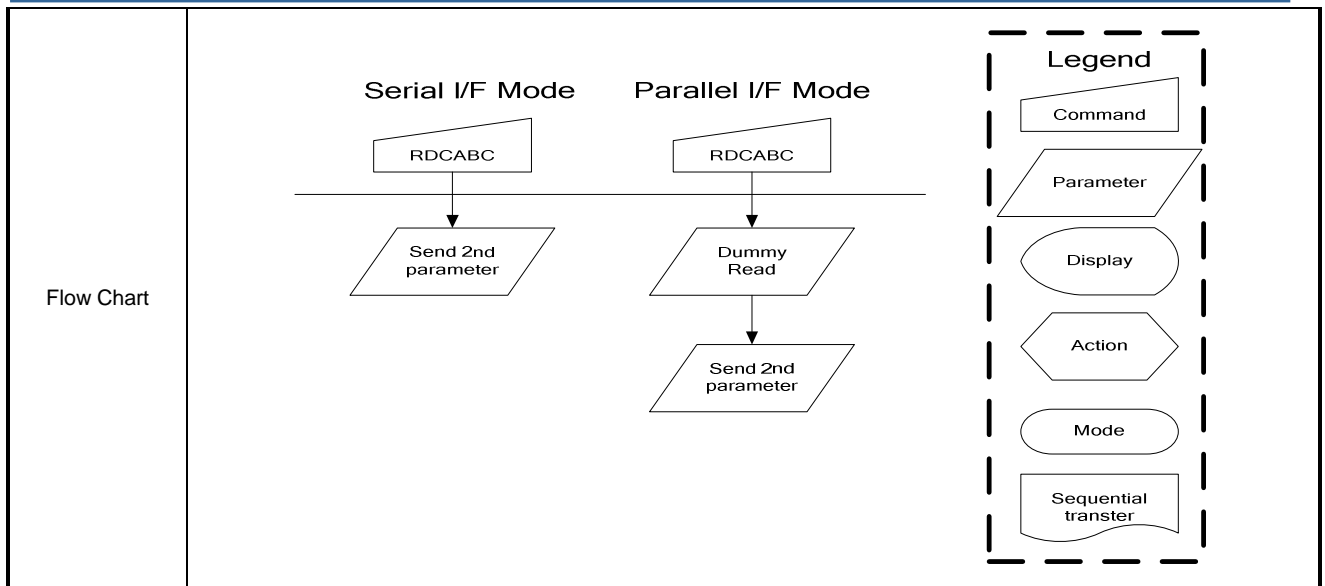 Flow Chart
Serial I/F Mode
RDCABC
Send 2nd
parameter
Parallel I/F Mode
RDCABC
Dummy
Read
Send 2nd
parameter
Legend
Command
Parameter
Display
Action
Mode
Sequential
transter